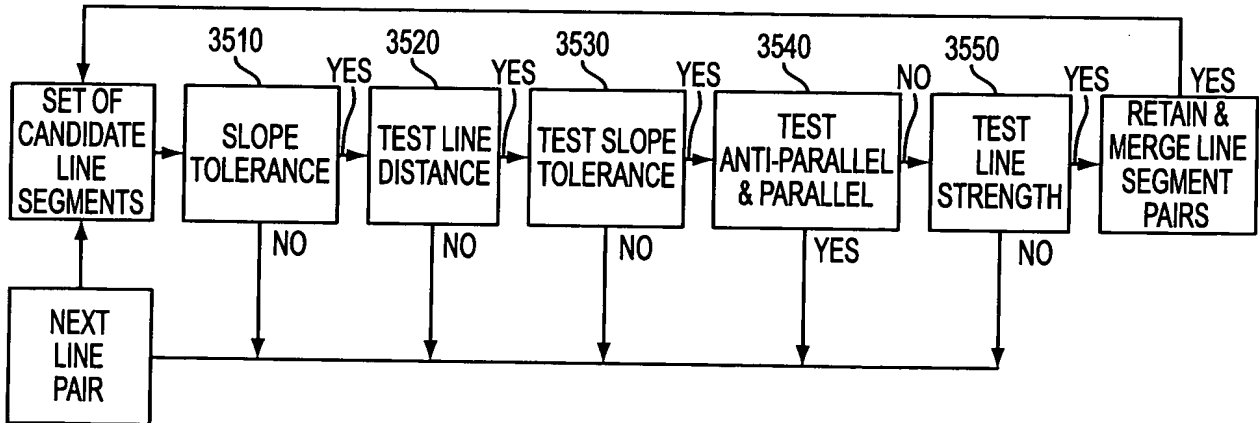 3510
3520
3530
3540
3550
YES
YES
YES
NO
YES
YES
SET OF
CANDIDATE
LINE
SEGMENTS
SLOPE
TOLERANCE
TEST LINE
DISTANCE
TEST SLOPE
TOLERANCE
TEST
ANTI-PARALLEL
& PARALLEL
TEST
LINE
STRENGTH
RETAIN &
MERGE LINE
SEGMENT
PAIRS
NO
NO
NO
YES
NO
NEXT
LINE
PAIR